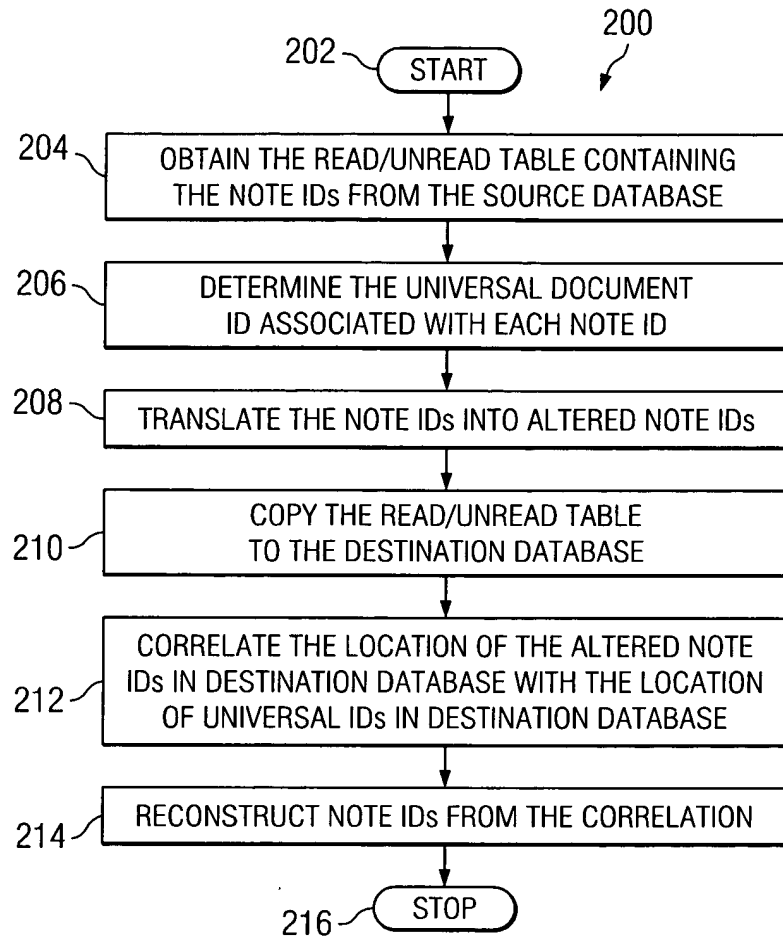 200
202
START
204
OBTAIN THE READ/UNREAD TABLE CONTAINING
THE NOTE IDs FROM THE SOURCE DATABASE
206
DETERMINE THE UNIVERSAL DOCUMENT
ID ASSOCIATED WITH EACH NOTE ID
208
TRANSLATE THE NOTE IDs INTO ALTERED NOTE IDs
210
COPY THE READ/UNREAD TABLE
TO THE DESTINATION DATABASE
212
CORRELATE THE LOCATION OF THE ALTERED NOTE
IDs IN DESTINATION DATABASE WITH THE LOCATION
OF UNIVERSAL IDs IN DESTINATION DATABASE
214
RECONSTRUCT NOTE IDs FROM THE CORRELATION
216
STOP